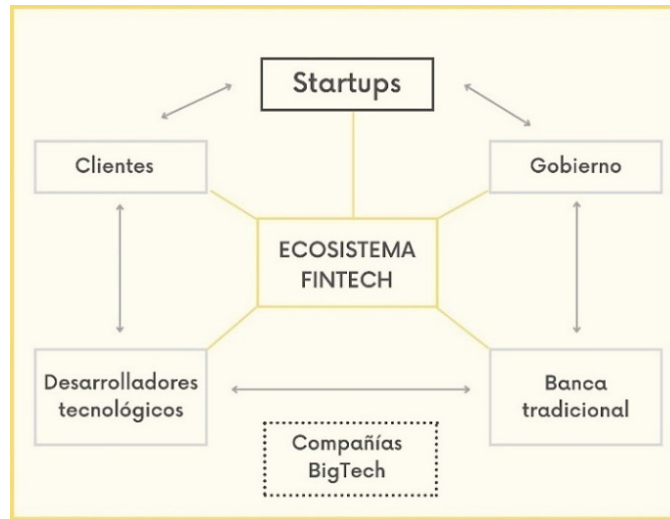 Startups
Clientes
Gobierno
ECOSISTEMA
FINTECH
Desarrolladores
tecnológicos
Banca
tradicional
Compañías
BigTech